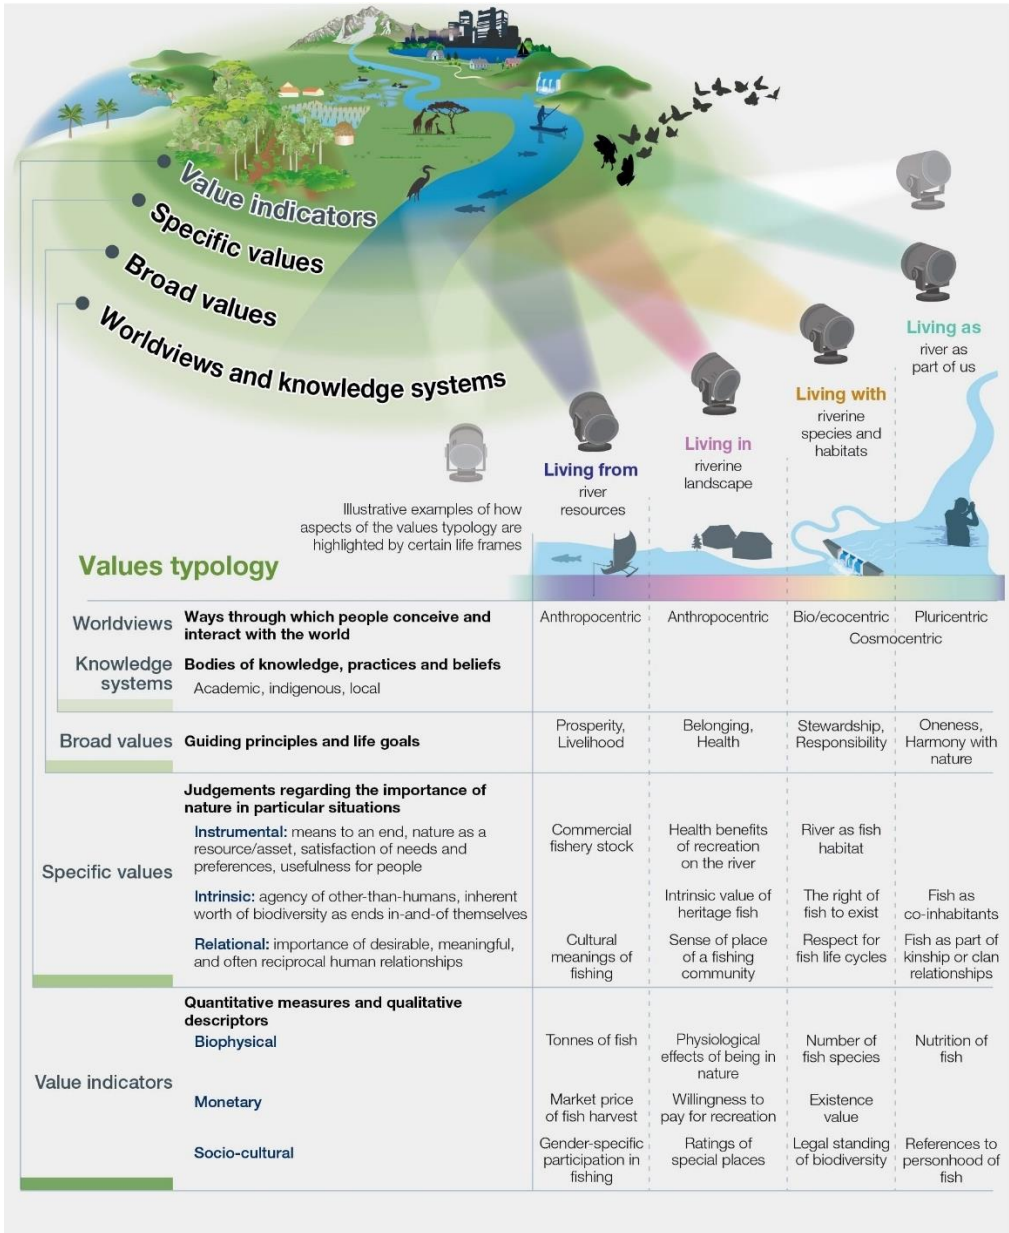 Value indicators
Specific values
Broad values
Worldviews and knowledge systems
Living as
river as
part of us
Living with
riverine
species and
habitats
Living in
riverine
landscape
Living from
river
resources
Illustrative examples of how
aspects of the values typology are
highlighted by certain life frames
Values typology
Worldviews
Ways through which people conceive and
interact with the world
Anthropocentric
Anthropocentric
Bio/ecocentric
Pluricentric
Cosmocentric
Knowledge
systems
Bodies of knowledge, practices and beliefs
Academic, indigenous, local
Broad values
Guiding principles and life goals
Prosperity,
Livelihood
Belonging,
Health
Stewardship,
Responsibility
Oneness,
Harmony with
nature
Specific values
Judgements regarding the importance of
nature in particular situations
Instrumental: means to an end, nature as a
resource/asset, satisfaction of needs and
preferences, usefulness for people
Commercial
fishery stock
Health benefits
of recreation
on the river
River as fish
habitat
Intrinsic: agency of other-than-humans, inherent
worth of biodiversity as ends in-and-of themselves
Intrinsic value of
heritage fish
The right of
fish to exist
Fish as
co-inhabitants
Relational: importance of desirable, meaningful,
and often reciprocal human relationships
Cultural
meanings of
fishing
Sense of place
of a fishing
community
Respect for
fish life cycles
Fish as part of
kinship or clan
relationships
Value indicators
Quantitative measures and qualitative
descriptors
Biophysical
Tonnes of fish
Physiological
effects of being in
nature
Number of
fish species
Nutrition of
fish
Monetary
Market price
of fish harvest
Willingness to
pay for recreation
Existence
value
Socio-cultural
Gender-specific
participation in
fishing
Ratings of
special places
Legal standing
of biodiversity
References to
personhood of
fish